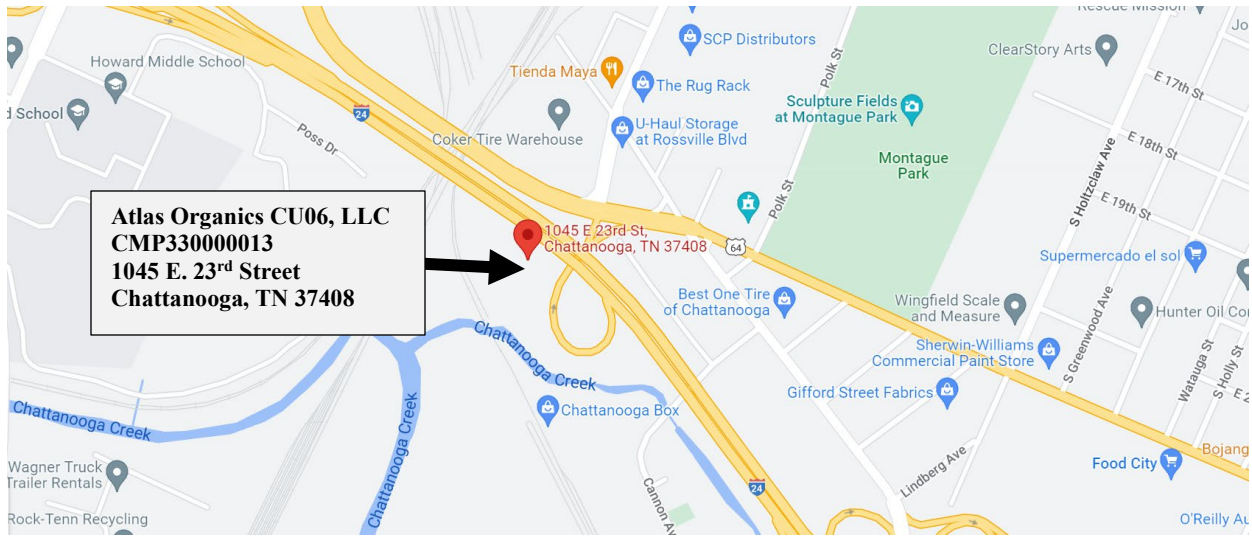 Rescue Mission
SCP Distributors
Howard Middle School
ClearStory Arts
Polk St
Tienda Maya
The Rug Rack
E 17th St
d School
24
Poss Dr
Coker Tire Warehouse
U-Haul Storage
at Rossville Blvd
Sculpture Fields
at Montague Park
Montague
Park
E 18th St
S Holtzclaw Ave
E 19th St
Polk St
Atlas Organics CU06, LLC
CMP330000013
1045 E. 23rd Street
Chattanooga, TN 37408
1045 E 23rd St,
Chattanooga, TN 37408
64
Supermercado el sol
Best One Tire
of Chattanooga
Wingfield Scale
and Measure
Hunter Oil Co
S Greenwood Ave
Chattanooga Creek
Sherwin-Williams
Commercial Paint Store
Watauga St
S Holly St
Gifford Street Fabrics
E 2
Chattanooga Creek
Chattanooga Box
Chattanooga Creek
Lindberg Ave
Bojang
Wagner Truck
Trailer Rentals
Food City
Cannon Av
24
Rock-Tenn Recycling
O'Reilly Au